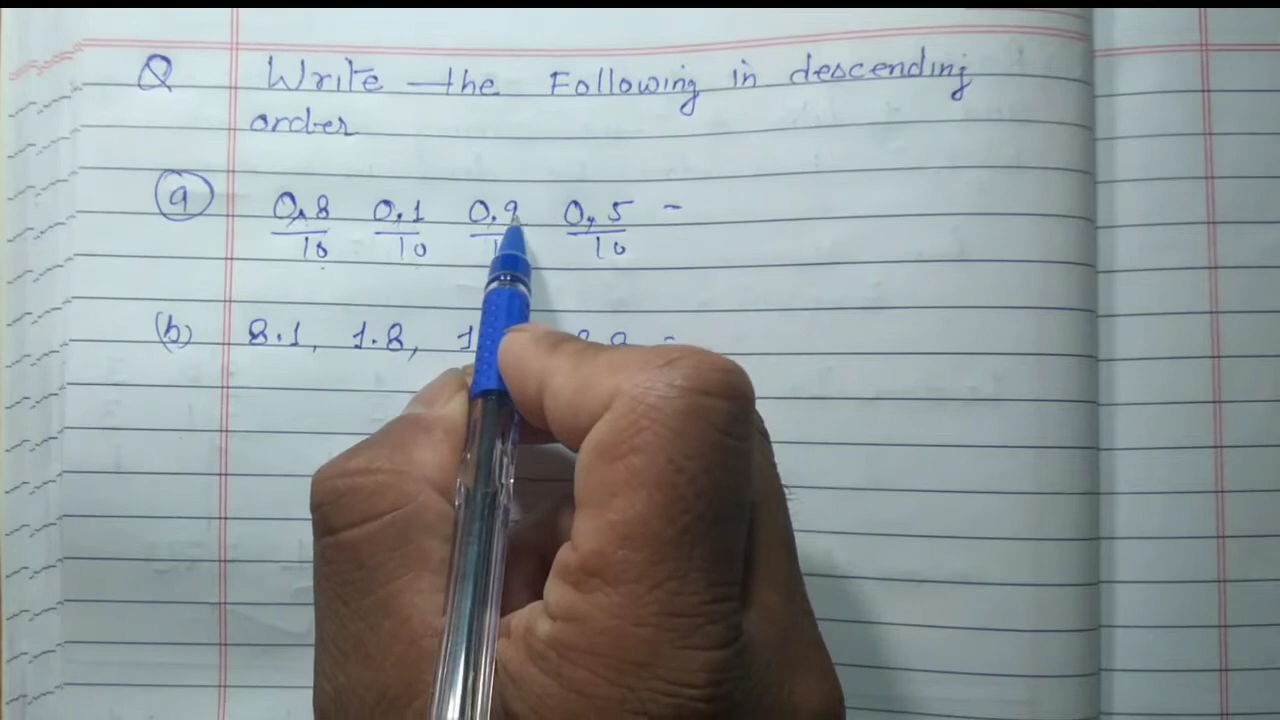 Q Write the Following in descending
order
(a) 0.8 0.1 0.9 0.5 -
10 10 1 10
(b) 8.1, 1.8, 1 -